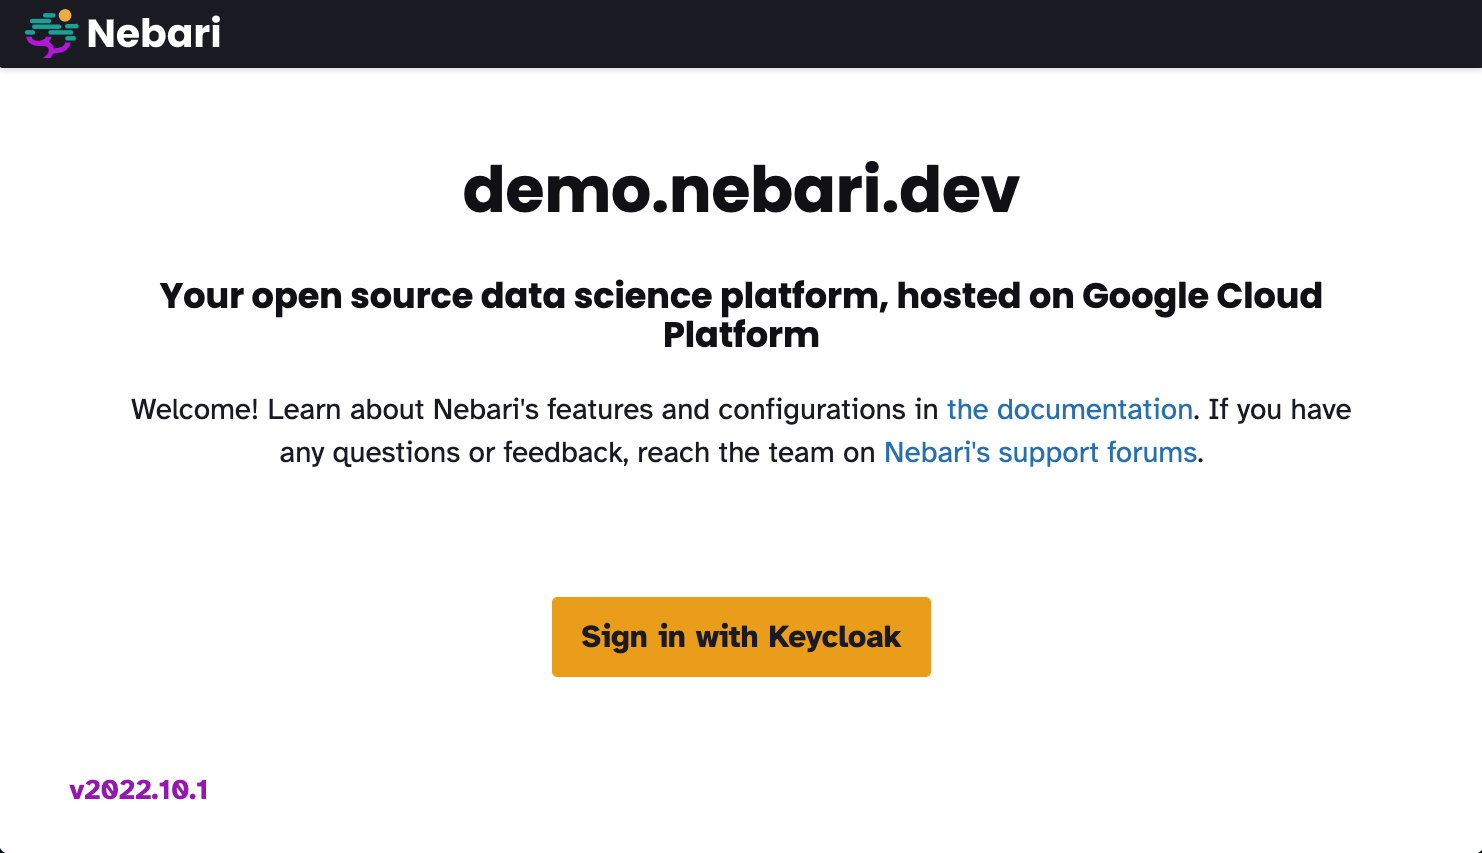 Nebari
demo.nebari.dev
Your open source data science platform, hosted on Google Cloud
Platform
Welcome! Learn about Nebari's features and configurations in the documentation. If you have
any questions or feedback, reach the team on Nebari's support forums.
Sign in with Keycloak
v2022.10.1